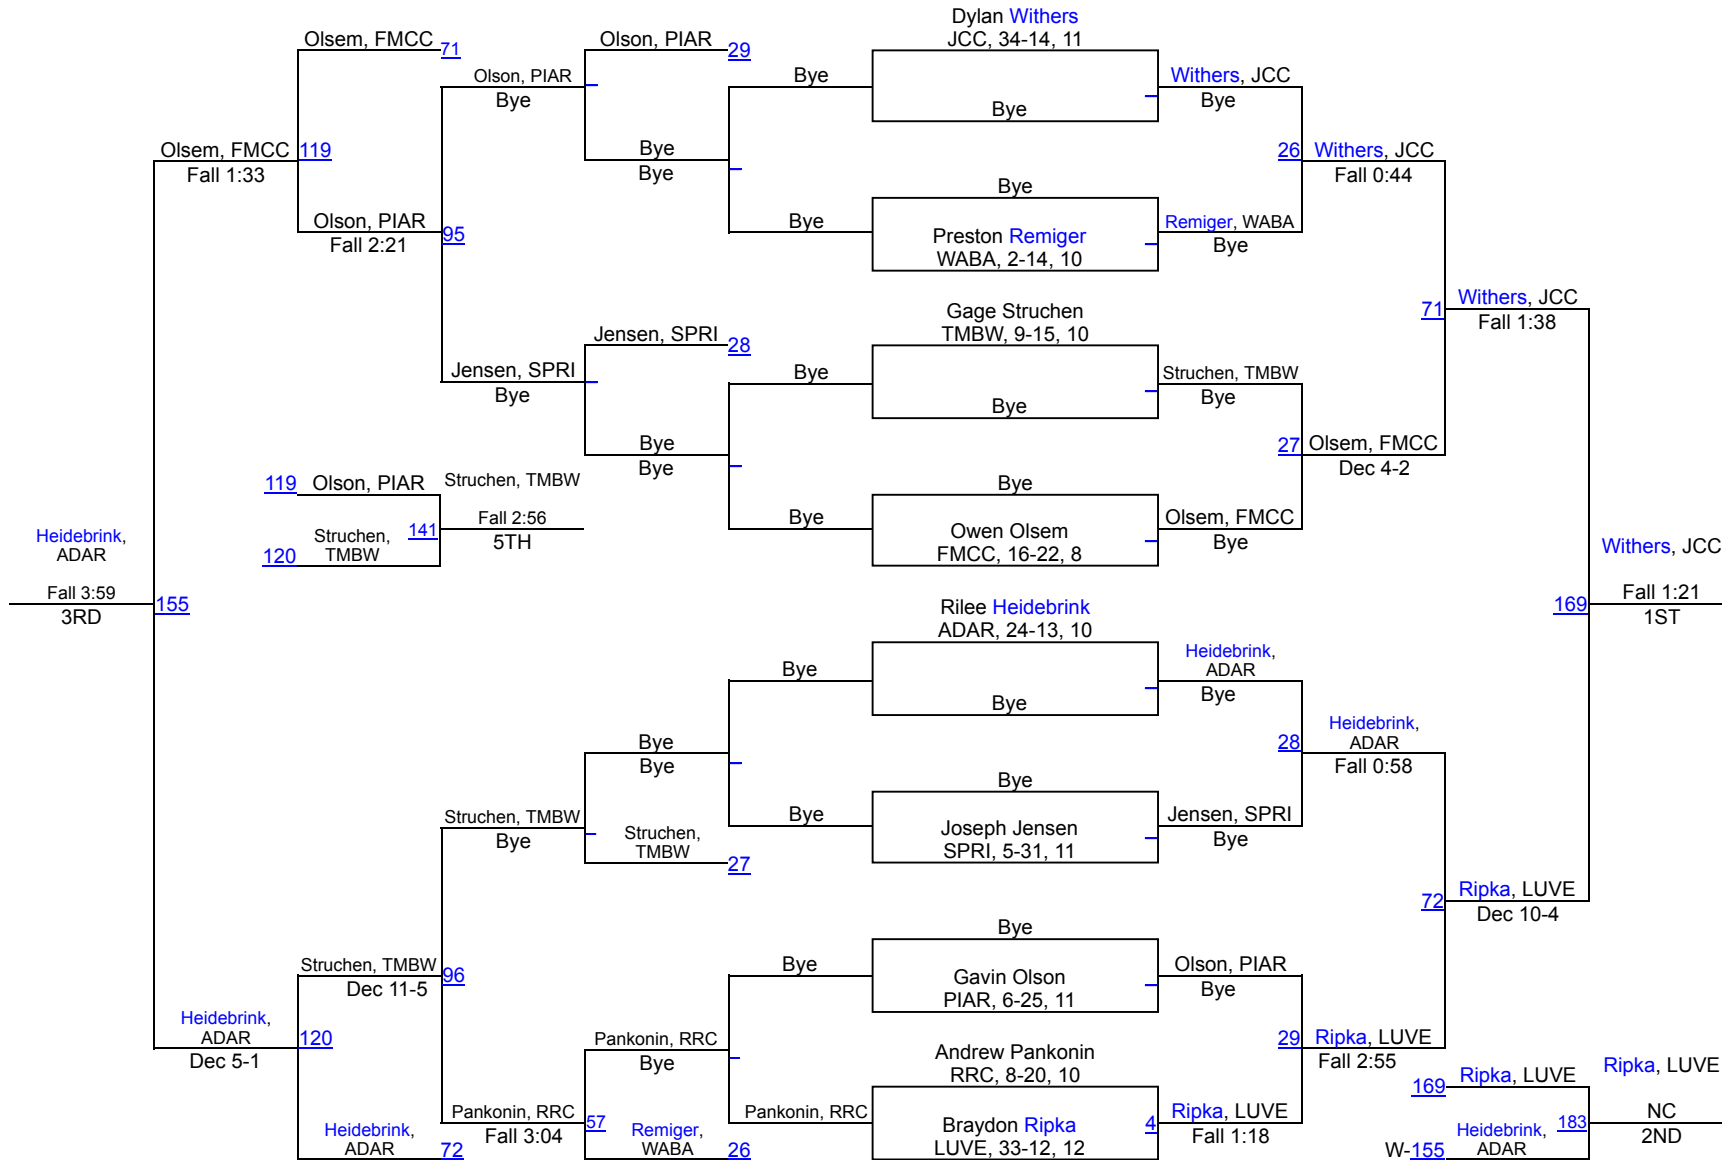 Dylan Withers
JCC, 34-14, 11
Olsem, FMCC
71
Olson, PIAR
29
Olson, PIAR
Bye
Bye
Bye
Withers, JCC
Bye
Olsem, FMCC
119
Fall 1:33
Bye
Bye
26
Withers, JCC
Fall 0:44
Olson, PIAR
Fall 2:21
95
Bye
Bye
Preston Remiger
WABA, 2-14, 10
Remiger, WABA
Bye
Gage Struchen
TMBW, 9-15, 10
71
Withers, JCC
Fall 1:38
Jensen, SPRI
28
Jensen, SPRI
Bye
Bye
Bye
Struchen, TMBW
Bye
Bye
Bye
27
Olsem, FMCC
Dec 4-2
119
Olson, PIAR
Struchen, TMBW
141
Fall 2:56
5TH
120
Struchen,
TMBW
Bye
Bye
Owen Olsem
FMCC, 16-22, 8
Olsem, FMCC
Bye
Heidebrink,
ADAR
Fall 3:59
3RD
155
Withers, JCC
169
Fall 1:21
1ST
Rilee Heidebrink
ADAR, 24-13, 10
Bye
Bye
Heidebrink,
ADAR
Bye
Bye
Bye
28
Heidebrink,
ADAR
Fall 0:58
Struchen, TMBW
Bye
Struchen,
TMBW
27
Bye
Bye
Joseph Jensen
SPRI, 5-31, 11
Jensen, SPRI
Bye
72
Ripka, LUVE
Dec 10-4
Struchen, TMBW
Dec 11-5
96
Bye
Bye
Gavin Olson
PIAR, 6-25, 11
Olson, PIAR
Bye
Heidebrink,
ADAR
Dec 5-1
120
Pankonin, RRC
Bye
Andrew Pankonin
RRC, 8-20, 10
29
Ripka, LUVE
Fall 2:55
Pankonin, RRC
Fall 3:04
57
Pankonin, RRC
Braydon Ripka
LUVE, 33-12, 12
4
Ripka, LUVE
Fall 1:18
Heidebrink,
ADAR
72
Remiger,
WABA
26
169
Ripka, LUVE
Ripka, LUVE
183
NC
2ND
W-155
Heidebrink,
ADAR